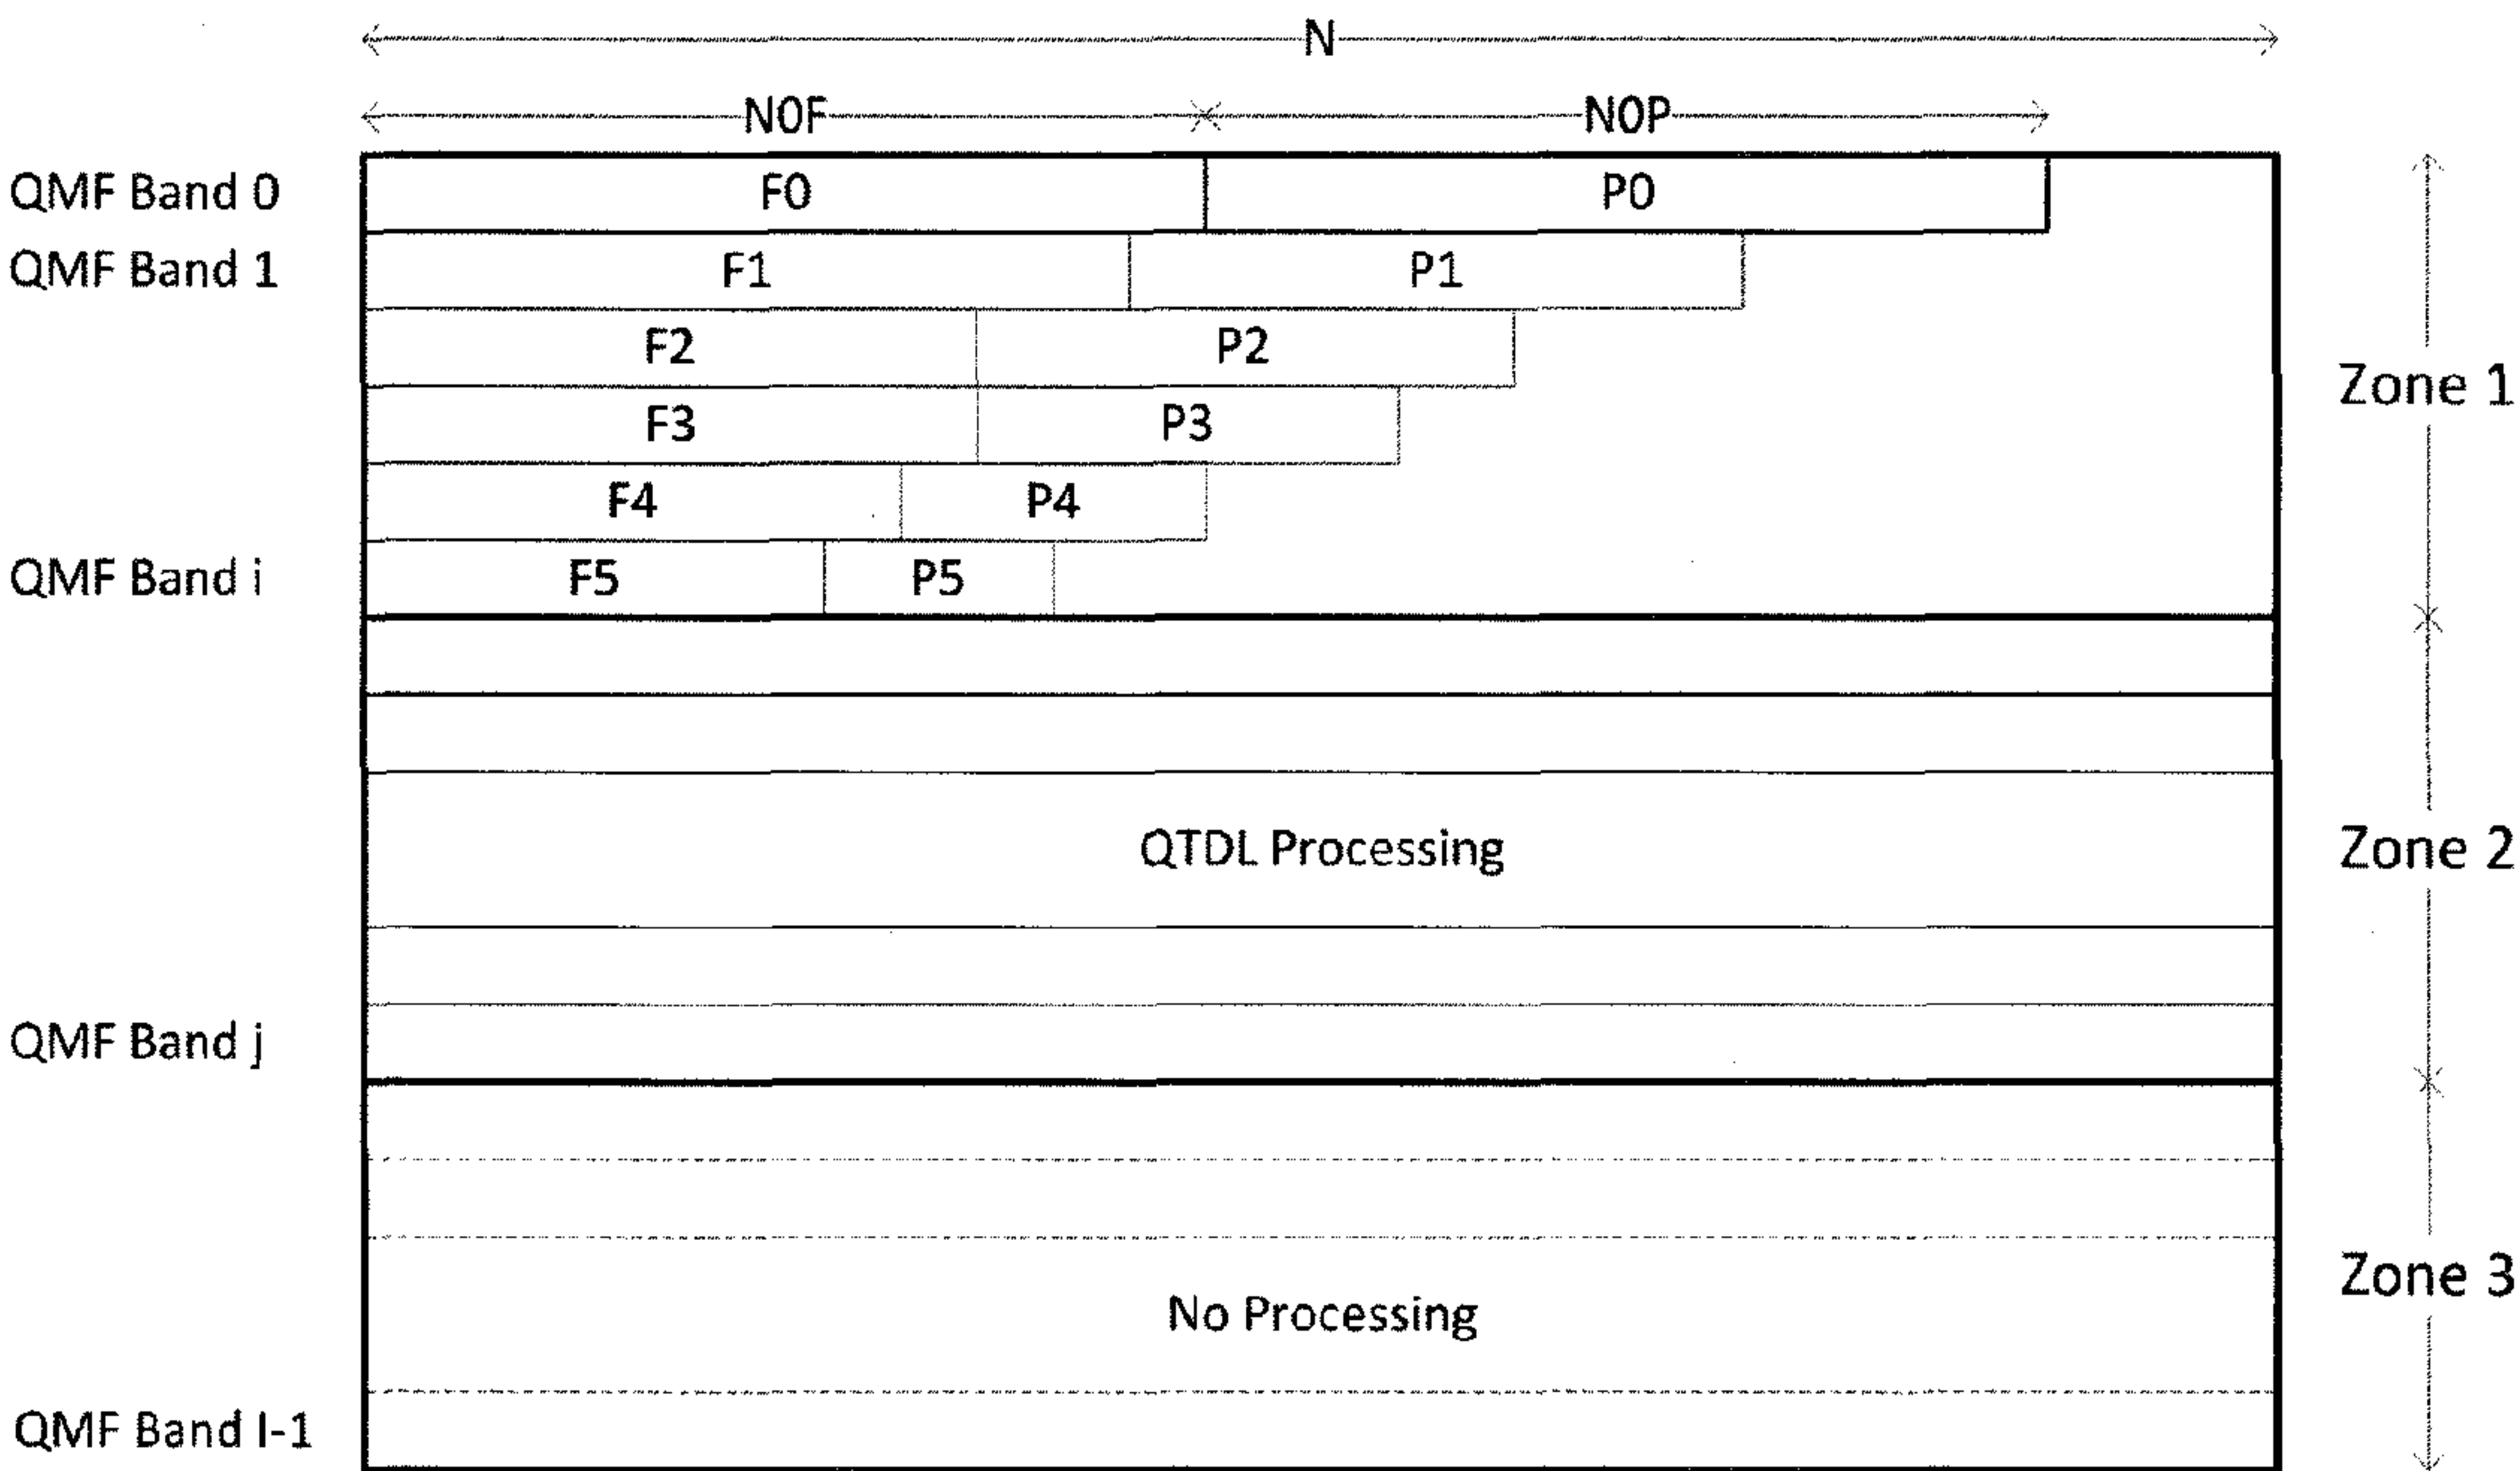 N
N0F N0P
QMF Band 0 F0 P0
QMF Band 1 F1 P1
F2 P2
Zone 1
F3 P3
F4 P4
QMF Band i F5 P5
QTDL Processing Zone 2
QMF Band j
Zone 3
No Processing
QMF Band I-1